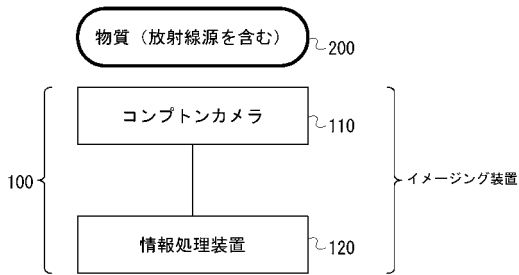 物質（放射線源を含む）
200
コンプトンカメラ
110
100
イメージング装置
情報処理装置
120